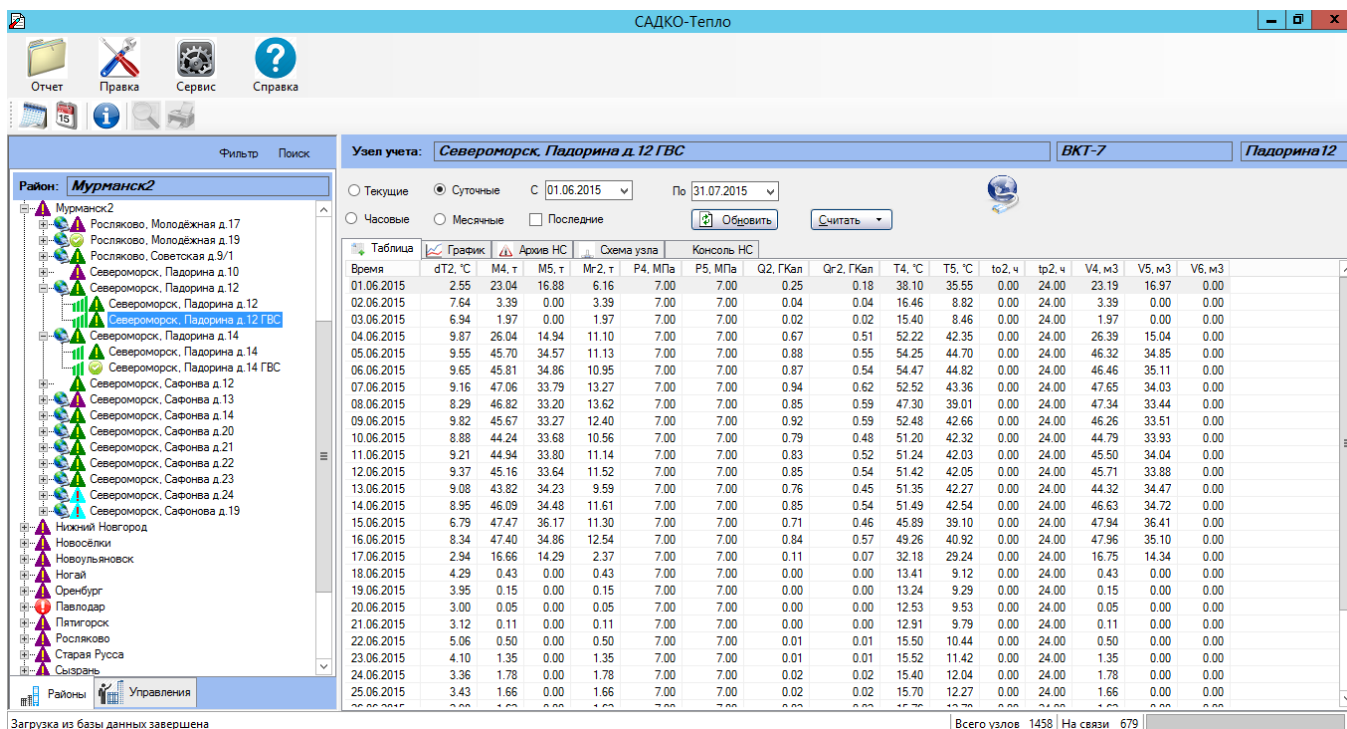 САДКО-Тепло
Отчет Правка Сервис Справка
15
Фильтр Поиск
Район: Мурманск2
Мурманск2
Росляково, Молодёжная д.17
Росляково, Молодёжная д.19
Росляково, Советская д.9/1
Североморск, Падорина д.10
Североморск, Падорина д.12
Североморск, Падорина д.12
Североморск, Падорина д.12 ГВС
Североморск, Падорина д.14
Североморск, Падорина д.14
Североморск, Падорина д.14 ГВС
Североморск, Сафонва д.12
Североморск, Сафонва д.13
Североморск, Сафонва д.14
Североморск, Сафонва д.20
Североморск, Сафонва д.21
Североморск, Сафонва д.22
Североморск, Сафонва д.23
Североморск, Сафонва д.24
Североморск, Сафонова д.19
Нижний Новгород
Новосёлки
Новоульяновск
Ногай
Оренбург
Павлодар
Пятигорск
Росляково
Старая Русса
Сызрань
Районы Управления
Узел учета: Североморск, Падорина д.12 ГВС ВКТ-7 Падорина12
Текущие Суточные С 01.06.2015 По 31.07.2015
Часовые Месячные Последние Обновить Считать
Таблица График Архив НС Схема узла Консоль НС
Время dT2, °C M4, т M5, т Mг2, т P4, МПа P5, МПа Q2, ГКал Qг2, ГКал T4, °C T5, °C to2, ч tp2, ч V4, м3 V5, м3 V6, м3
01.06.2015 2.55 23.04 16.88 6.16 7.00 7.00 0.25 0.18 38.10 35.55 0.00 24.00 23.19 16.97 0.00
02.06.2015 7.64 3.39 0.00 3.39 7.00 7.00 0.04 0.04 16.46 8.82 0.00 24.00 3.39 0.00 0.00
03.06.2015 6.94 1.97 0.00 1.97 7.00 7.00 0.02 0.02 15.40 8.46 0.00 24.00 1.97 0.00 0.00
04.06.2015 9.87 26.04 14.94 11.10 7.00 7.00 0.67 0.51 52.22 42.35 0.00 24.00 26.39 15.04 0.00
05.06.2015 9.55 45.70 34.57 11.13 7.00 7.00 0.88 0.55 54.25 44.70 0.00 24.00 46.32 34.85 0.00
06.06.2015 9.65 45.81 34.86 10.95 7.00 7.00 0.87 0.54 54.47 44.82 0.00 24.00 46.46 35.11 0.00
07.06.2015 9.16 47.06 33.79 13.27 7.00 7.00 0.94 0.62 52.52 43.36 0.00 24.00 47.65 34.03 0.00
08.06.2015 8.29 46.82 33.20 13.62 7.00 7.00 0.85 0.59 47.30 39.01 0.00 24.00 47.34 33.44 0.00
09.06.2015 9.82 45.67 33.27 12.40 7.00 7.00 0.92 0.59 52.48 42.66 0.00 24.00 46.26 33.51 0.00
10.06.2015 8.88 44.24 33.68 10.56 7.00 7.00 0.79 0.48 51.20 42.32 0.00 24.00 44.79 33.93 0.00
11.06.2015 9.21 44.94 33.80 11.14 7.00 7.00 0.83 0.52 51.24 42.03 0.00 24.00 45.50 34.04 0.00
12.06.2015 9.37 45.16 33.64 11.52 7.00 7.00 0.85 0.54 51.42 42.05 0.00 24.00 45.71 33.88 0.00
13.06.2015 9.08 43.82 34.23 9.59 7.00 7.00 0.76 0.45 51.35 42.27 0.00 24.00 44.32 34.47 0.00
14.06.2015 8.95 46.09 34.48 11.61 7.00 7.00 0.85 0.54 51.49 42.54 0.00 24.00 46.63 34.72 0.00
15.06.2015 6.79 47.47 36.17 11.30 7.00 7.00 0.71 0.46 45.89 39.10 0.00 24.00 47.94 36.41 0.00
16.06.2015 8.34 47.40 34.86 12.54 7.00 7.00 0.84 0.57 49.26 40.92 0.00 24.00 47.96 35.10 0.00
17.06.2015 2.94 16.66 14.29 2.37 7.00 7.00 0.11 0.07 32.18 29.24 0.00 24.00 16.75 14.34 0.00
18.06.2015 4.29 0.43 0.00 0.43 7.00 7.00 0.00 0.00 13.41 9.12 0.00 24.00 0.43 0.00 0.00
19.06.2015 3.95 0.15 0.00 0.15 7.00 7.00 0.00 0.00 13.24 9.29 0.00 24.00 0.15 0.00 0.00
20.06.2015 3.00 0.05 0.00 0.05 7.00 7.00 0.00 0.00 12.53 9.53 0.00 24.00 0.05 0.00 0.00
21.06.2015 3.12 0.11 0.00 0.11 7.00 7.00 0.00 0.00 12.91 9.79 0.00 24.00 0.11 0.00 0.00
22.06.2015 5.06 0.50 0.00 0.50 7.00 7.00 0.01 0.01 15.50 10.44 0.00 24.00 0.50 0.00 0.00
23.06.2015 4.10 1.35 0.00 1.35 7.00 7.00 0.01 0.01 15.52 11.42 0.00 24.00 1.35 0.00 0.00
24.06.2015 3.36 1.78 0.00 1.78 7.00 7.00 0.02 0.02 15.40 12.04 0.00 24.00 1.78 0.00 0.00
25.06.2015 3.43 1.66 0.00 1.66 7.00 7.00 0.02 0.02 15.70 12.27 0.00 24.00 1.66 0.00 0.00
Загрузка из базы данных завершена Всего узлов 1458 На связи 679